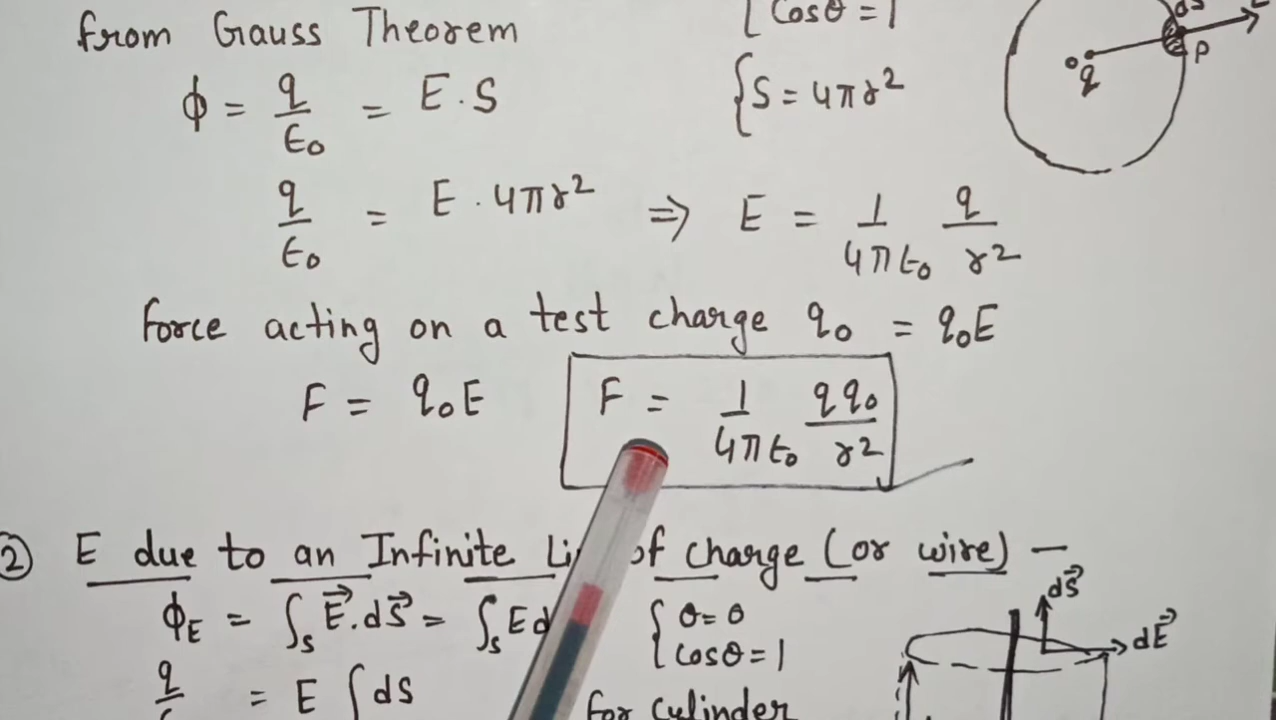 from Gauss Theorem
cosθ = 1
ϕ = q/ϵ₀ = E.S
S = 4πr²
q
P
q/ϵ₀ = E . 4πr² ⇒ E = 1/4πϵ₀ q/r²
force acting on a test charge q₀ = q₀E
F = q₀E
F = 1/4πϵ₀ qq₀/r²
② E due to an Infinite of charge (or wire) –
ϕE = ∫s E⃗.dS⃗ = ∫s
θ = 0
cosθ = 1
dS⃗
dE⃗
= E ∫ds
for cylinder